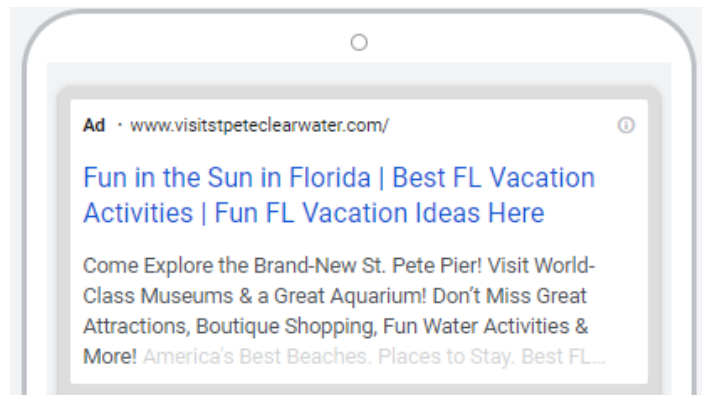 Ad · www.visitstpeteclearwater.com/
Fun in the Sun in Florida | Best FL Vacation
Activities | Fun FL Vacation Ideas Here
Come Explore the Brand-New St. Pete Pier! Visit World-
Class Museums & a Great Aquarium! Don't Miss Great
Attractions, Boutique Shopping, Fun Water Activities &
More! America's Best Beaches. Places to Stay. Best FL...